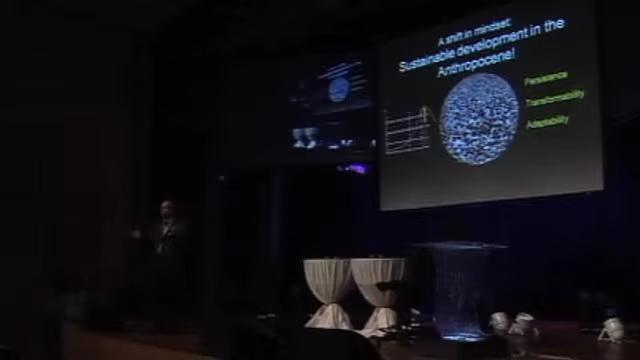 A shift in mindset:
Sustainable development in the
Anthropocene!
Persistence
Transformability
Adaptability